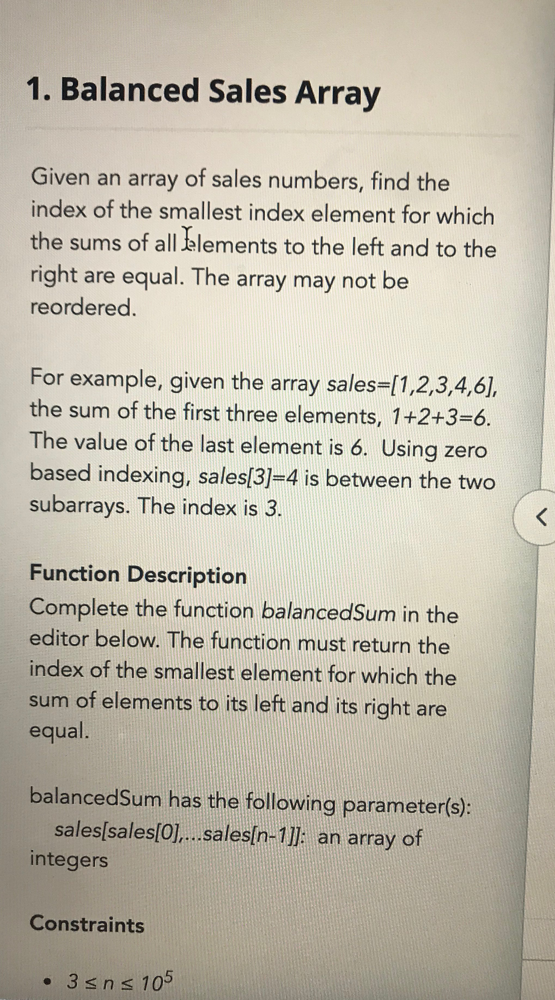 1. Balanced Sales Array
Given an array of sales numbers, find the
index of the smallest index element for which
the sums of all elements to the left and to the
right are equal. The array may not be
reordered.
For example, given the array sales=[1,2,3,4,6],
the sum of the first three elements, 1+2+3=6.
The value of the last element is 6. Using zero
based indexing, sales[3]=4 is between the two
subarrays. The index is 3.
Function Description
Complete the function balancedSum in the
editor below. The function must return the
index of the smallest element for which the
sum of elements to its left and its right are
equal.
balancedSum has the following parameter(s):
sales[sales[0],...sales[n-1]]: an array of
integers
Constraints
• 3 ≤ n ≤ 10⁵